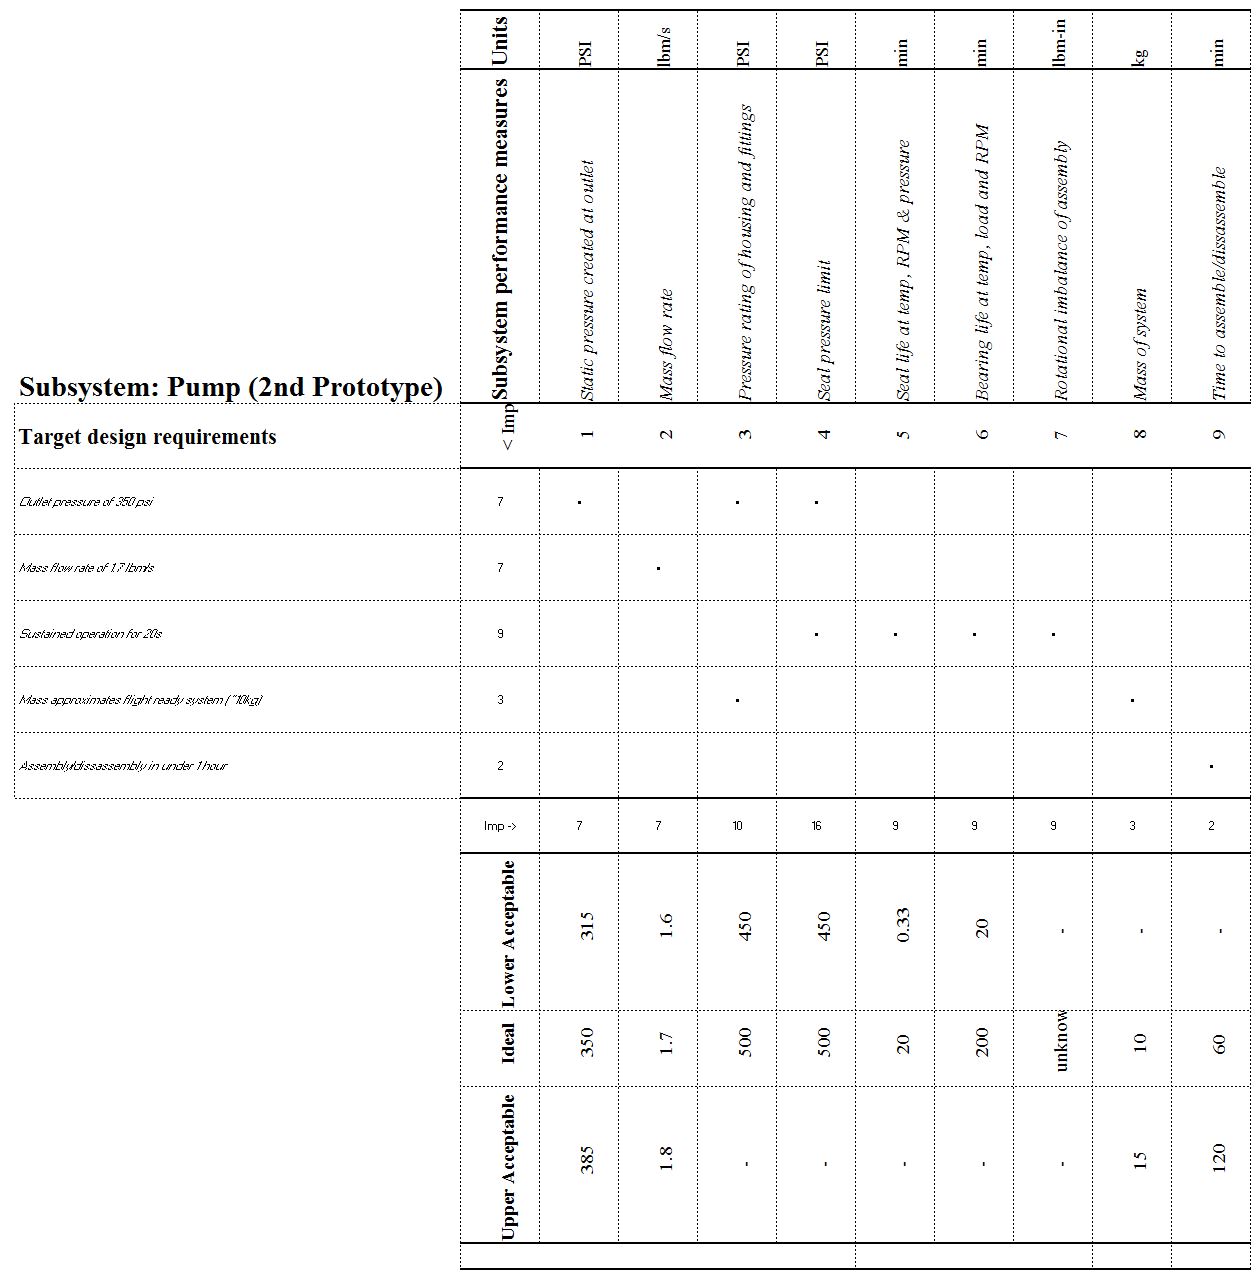 Units PSI lbm/s PSI PSI min min lbm-in kg min
Subsystem performance measures
Static pressure created at outlet
Mass flow rate
Pressure rating of housing and fittings
Seal pressure limit
Seal life at temp, RPM & pressure
Bearing life at temp, load and RPM
Rotational imbalance of assembly
Mass of system
Time to assemble/dissassemble
Subsystem: Pump (2nd Prototype)
Target design requirements < Imp 1 2 3 4 5 6 7 8 9
Outlet pressure of 350 psi 7 • • •
Mass flow rate of 1.7 lbm/s 7 •
Sustained operation for 20s 9 • • • •
Mass approximates flight ready system (~10kg) 3 • •
Assembly/dissassembly in under 1 hour 2 •
Imp -> 7 7 10 16 9 9 9 3 2
Lower Acceptable 315 1.6 450 450 0.33 20 - - -
Ideal 350 1.7 500 500 20 200 unknow 10 60
Upper Acceptable 385 1.8 - - - - - 15 120